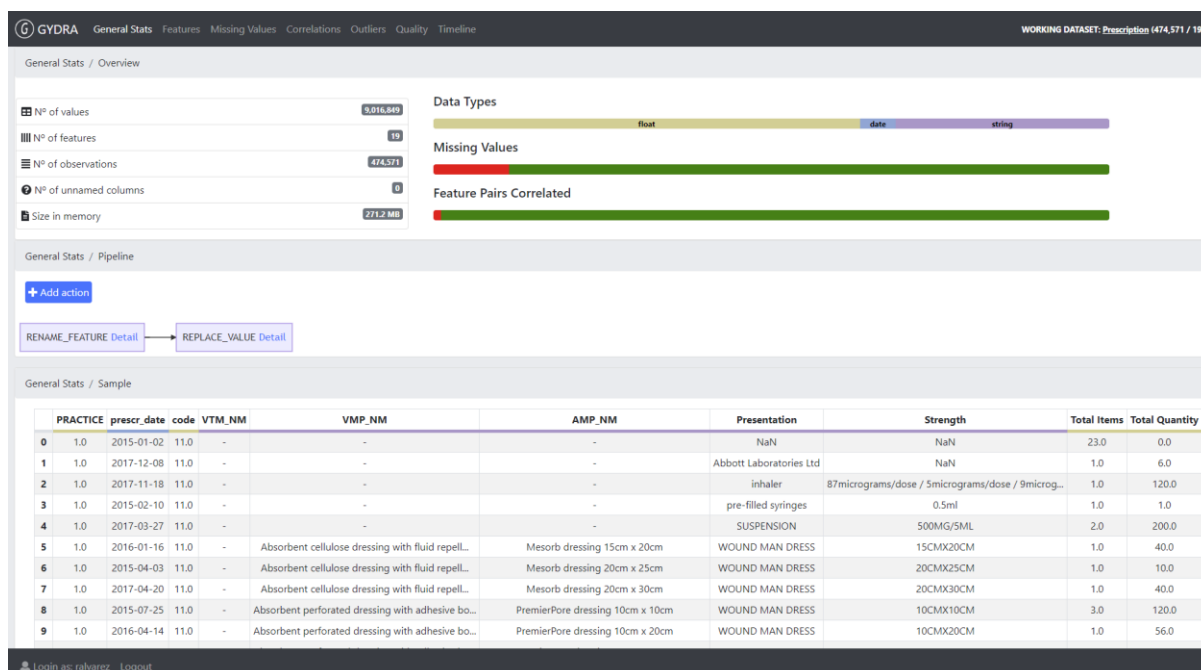 GYDRA General Stats Features Missing Values Correlations Outliers Quality Timeline WORKING DATASET: Prescription (474,571 / 19
General Stats / Overview
Nº of values 9,016,849
Nº of features 19
Nº of observations 474,571
Nº of unnamed columns 0
Size in memory 271.2 MB
Data Types
float date string
Missing Values
Feature Pairs Correlated
General Stats / Pipeline
+ Add action
RENAME_FEATURE Detail REPLACE_VALUE Detail
General Stats / Sample
PRACTICE prescr_date code VTM_NM VMP_NM AMP_NM Presentation Strength Total Items Total Quantity
0 1.0 2015-01-02 11.0 - - - NaN NaN 23.0 0.0
1 1.0 2017-12-08 11.0 - - - Abbott Laboratories Ltd NaN 1.0 6.0
2 1.0 2017-11-18 11.0 - - - inhaler 87micrograms/dose / 5micrograms/dose / 9microg... 1.0 120.0
3 1.0 2015-02-10 11.0 - - - pre-filled syringes 0.5ml 1.0 1.0
4 1.0 2017-03-27 11.0 - - - SUSPENSION 500MG/5ML 2.0 200.0
5 1.0 2016-01-16 11.0 - Absorbent cellulose dressing with fluid repell... Mesorb dressing 15cm x 20cm WOUND MAN DRESS 15CMX20CM 1.0 40.0
6 1.0 2015-04-03 11.0 - Absorbent cellulose dressing with fluid repell... Mesorb dressing 20cm x 25cm WOUND MAN DRESS 20CMX25CM 1.0 10.0
7 1.0 2017-04-20 11.0 - Absorbent cellulose dressing with fluid repell... Mesorb dressing 20cm x 30cm WOUND MAN DRESS 20CMX30CM 1.0 40.0
8 1.0 2015-07-25 11.0 - Absorbent perforated dressing with adhesive bo... PremierPore dressing 10cm x 10cm WOUND MAN DRESS 10CMX10CM 3.0 120.0
9 1.0 2016-04-14 11.0 - Absorbent perforated dressing with adhesive bo... PremierPore dressing 10cm x 20cm WOUND MAN DRESS 10CMX20CM 1.0 56.0
Login as: ralvarez Logout